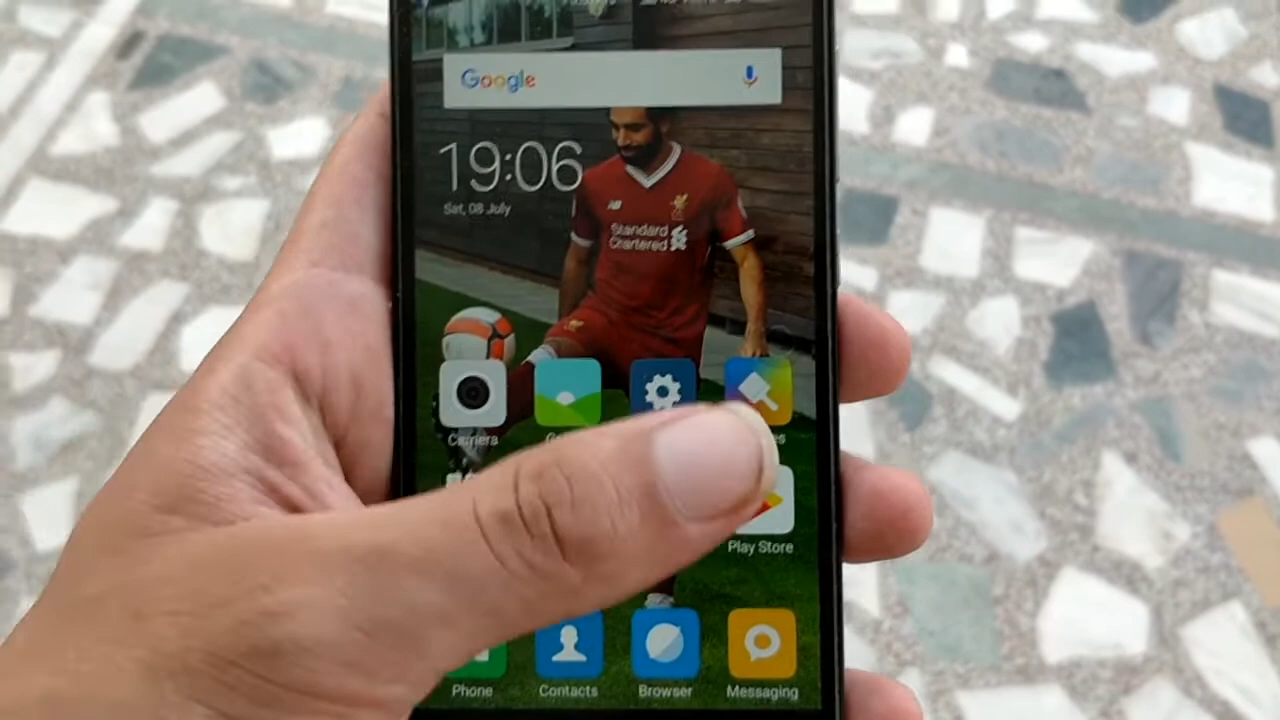 Google
19:06
Sat, 08 July
Standard
Chartered
Camera
Play Store
Phone
Contacts
Browser
Messaging